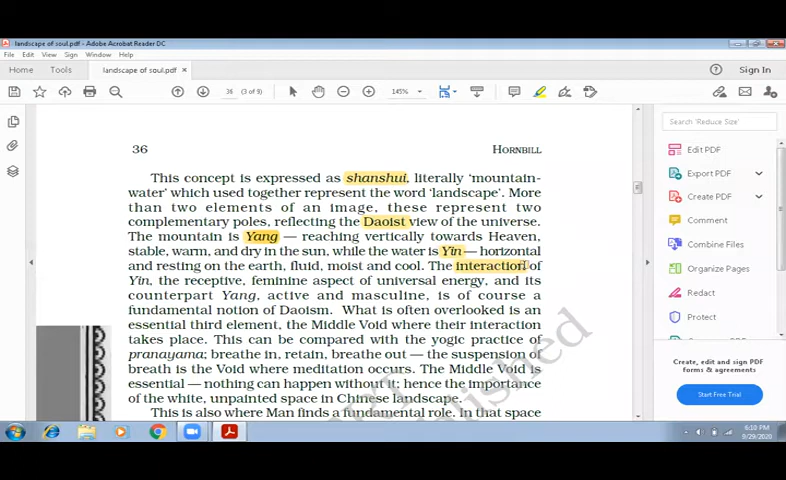 landscape of soul.pdf - Adobe Acrobat Reader DC
File Edit View Sign Window Help
Home Tools landscape of soul.pdf × Sign In
36 (3 of 9) 145%
36 HORNBILL
This concept is expressed as shanshui, literally 'mountain-
water' which used together represent the word 'landscape'. More
than two elements of an image, these represent two
complementary poles, reflecting the Daoist view of the universe.
The mountain is Yang — reaching vertically towards Heaven,
stable, warm, and dry in the sun, while the water is Yin — horizontal
and resting on the earth, fluid, moist and cool. The interaction of
Yin, the receptive, feminine aspect of universal energy, and its
counterpart Yang, active and masculine, is of course a
fundamental notion of Daoism. What is often overlooked is an
essential third element, the Middle Void where their interaction
takes place. This can be compared with the yogic practice of
pranayama; breathe in, retain, breathe out — the suspension of
breath is the Void where meditation occurs. The Middle Void is
essential — nothing can happen without it; hence the importance
of the white, unpainted space in Chinese landscape.
This is also where Man finds a fundamental role. In that space
Search 'Reduce Size'
Edit PDF
Export PDF
Create PDF
Comment
Combine Files
Organize Pages
Redact
Protect
Create, edit and sign PDF
forms & agreements
Start Free Trial
6:10 PM
9/29/2020